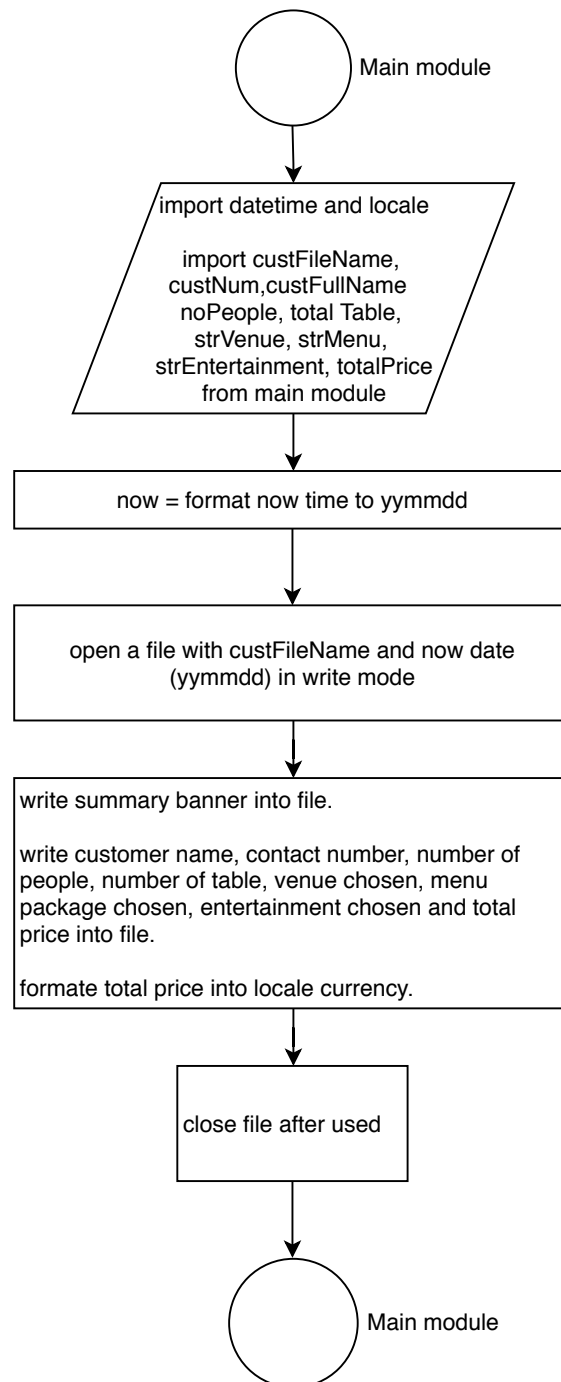 Main module
import datetime and locale
import custFileName,
custNum,custFullName
noPeople, total Table,
strVenue, strMenu,
strEntertainment, totalPrice
from main module
now = format now time to yymmdd
open a file with custFileName and now date
(yymmdd) in write mode
write summary banner into file.
write customer name, contact number, number of
people, number of table, venue chosen, menu
package chosen, entertainment chosen and total
price into file.
formate total price into locale currency.
close file after used
Main module